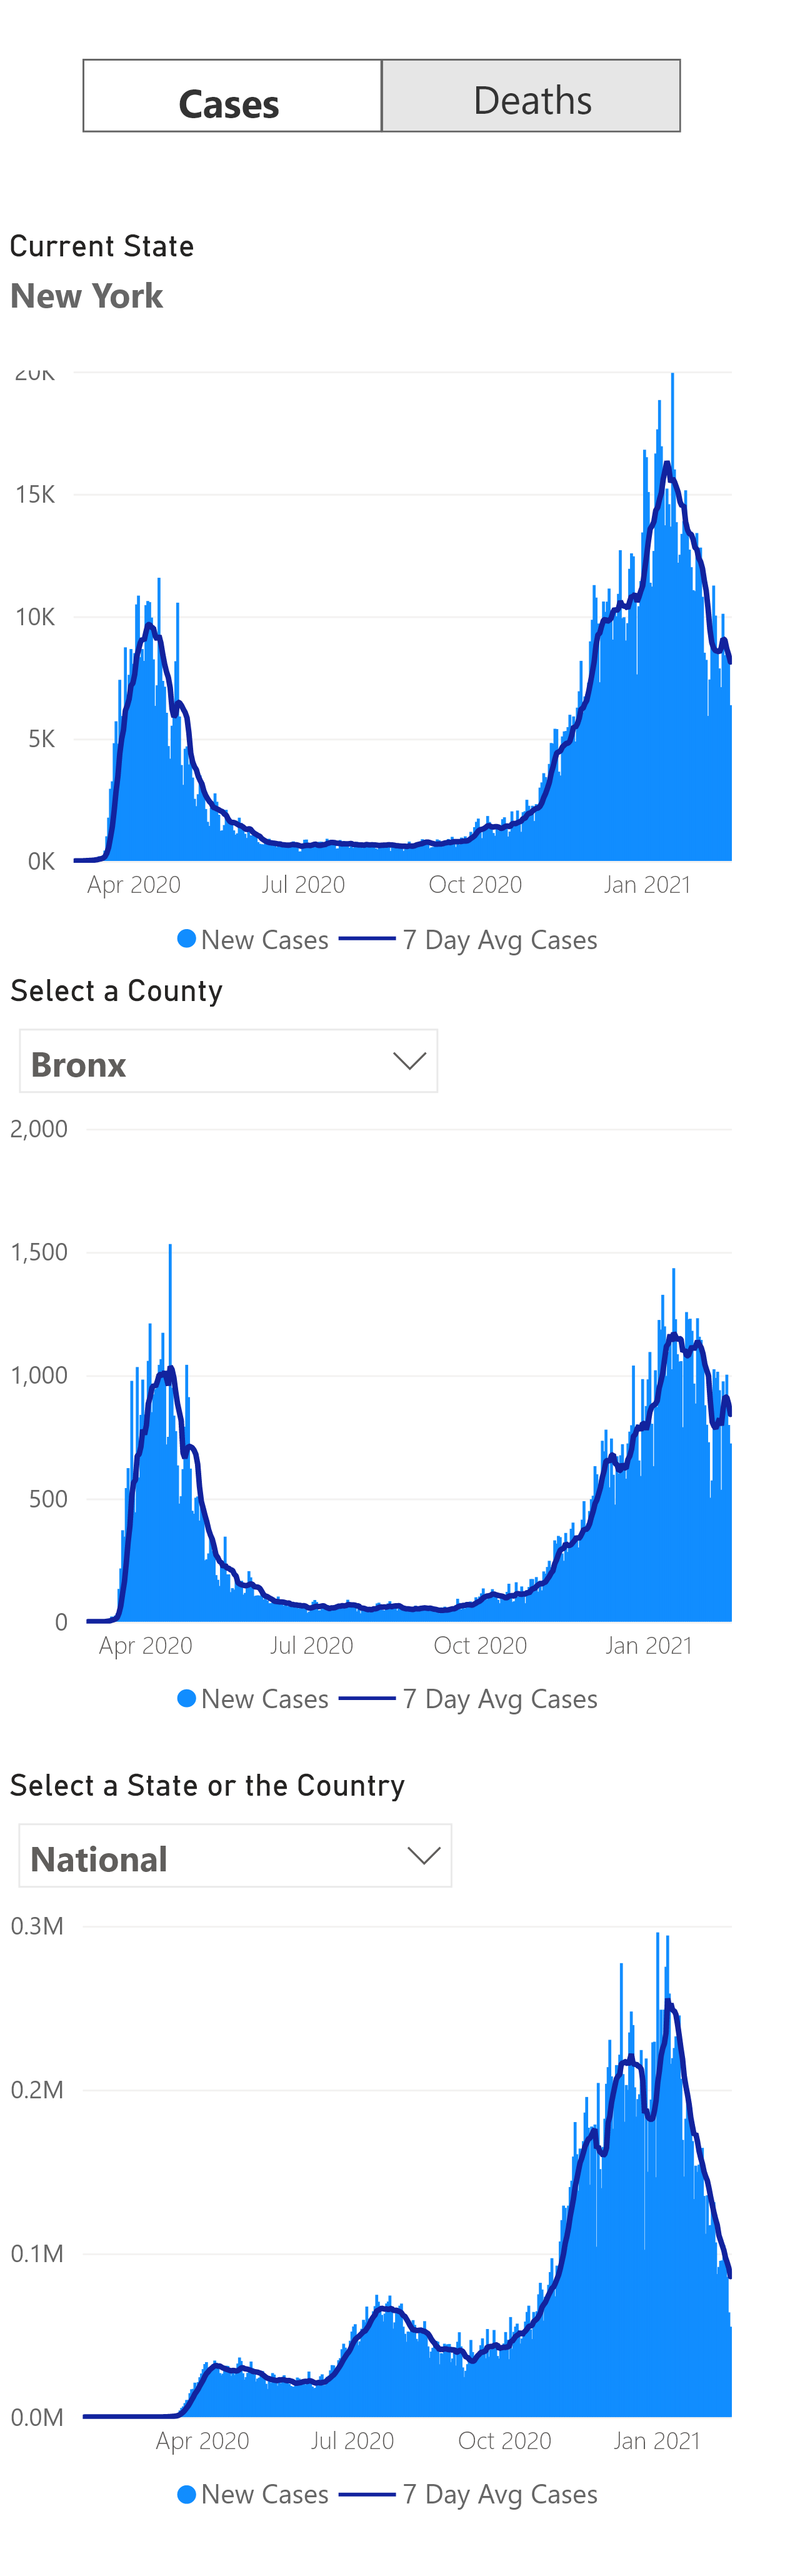 Cases Deaths
Current State
New York
20K
15K
10K
5K
0K
Apr 2020 Jul 2020 Oct 2020 Jan 2021
New Cases 7 Day Avg Cases
Select a County
Bronx
2,000
1,500
1,000
500
0
Apr 2020 Jul 2020 Oct 2020 Jan 2021
New Cases 7 Day Avg Cases
Select a State or the Country
National
0.3M
0.2M
0.1M
0.0M
Apr 2020 Jul 2020 Oct 2020 Jan 2021
New Cases 7 Day Avg Cases